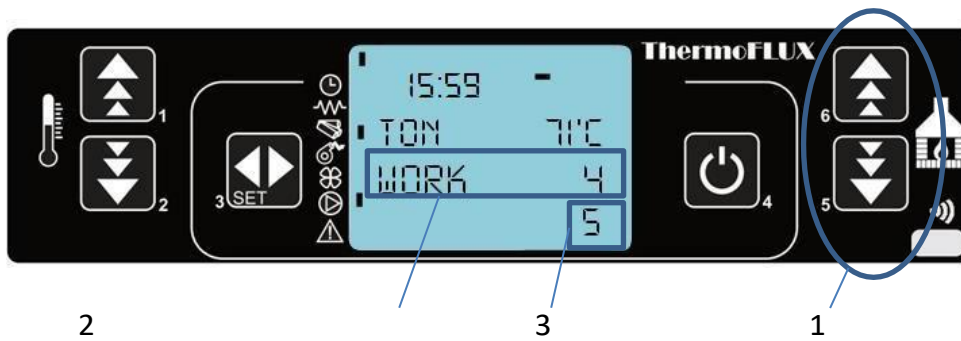 ThermoFLUX
15:59
TON 71°C
WORK 4
5
1
2
3 SET
4
6
5
2 3 1